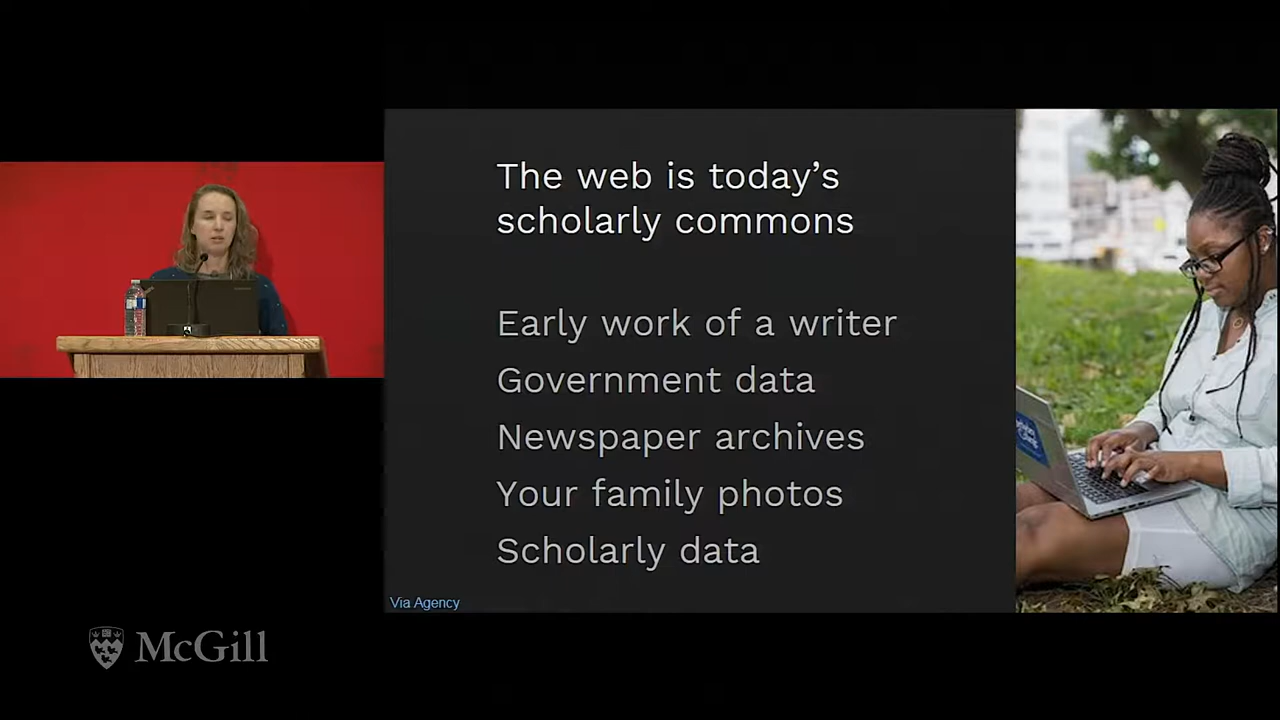 The web is today's
scholarly commons
Early work of a writer
Government data
Newspaper archives
Your family photos
Scholarly data
Via Agency
McGill